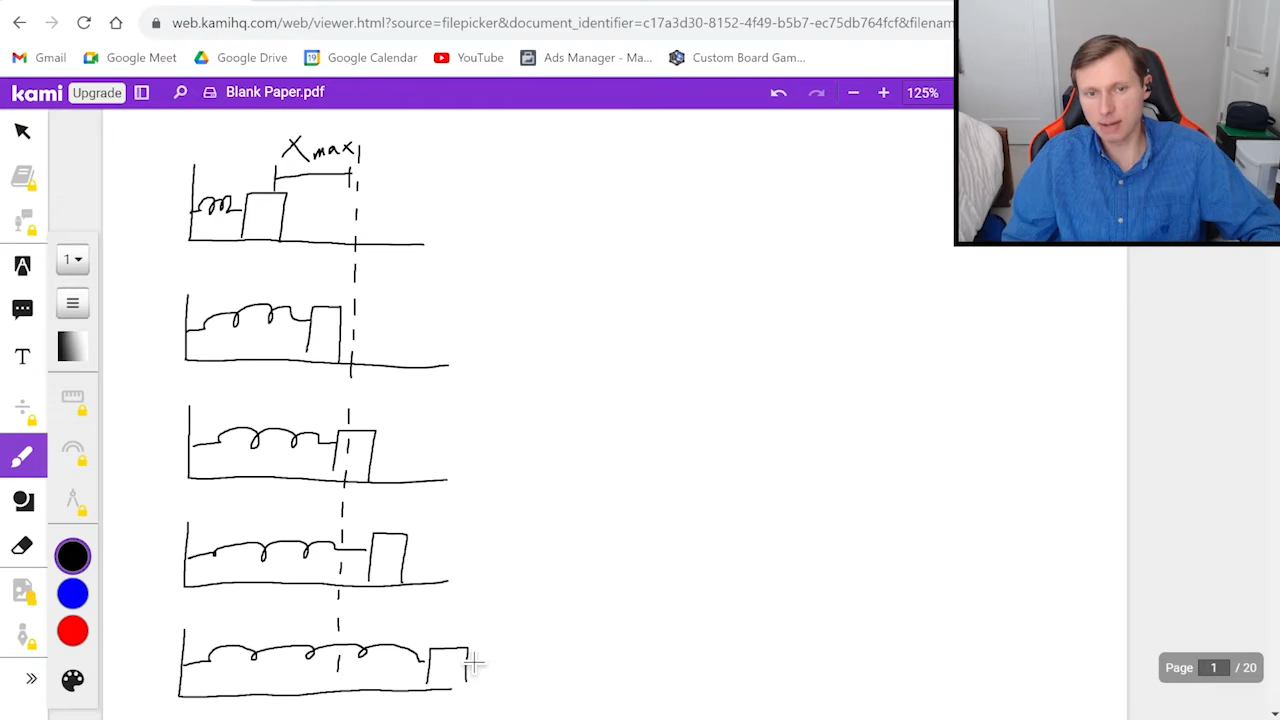 web.kamihq.com/web/viewer.html?source=filepicker&document_identifier=c17a3d30-8152-4f49-b5b7-ec75db764fcf&filenam
Gmail
Google Meet
Google Drive
19
Google Calendar
YouTube
Ads Manager - Ma...
Custom Board Gam...
kami
Upgrade
Blank Paper.pdf
125%
Xmax
1
A
T
Page 1 / 20